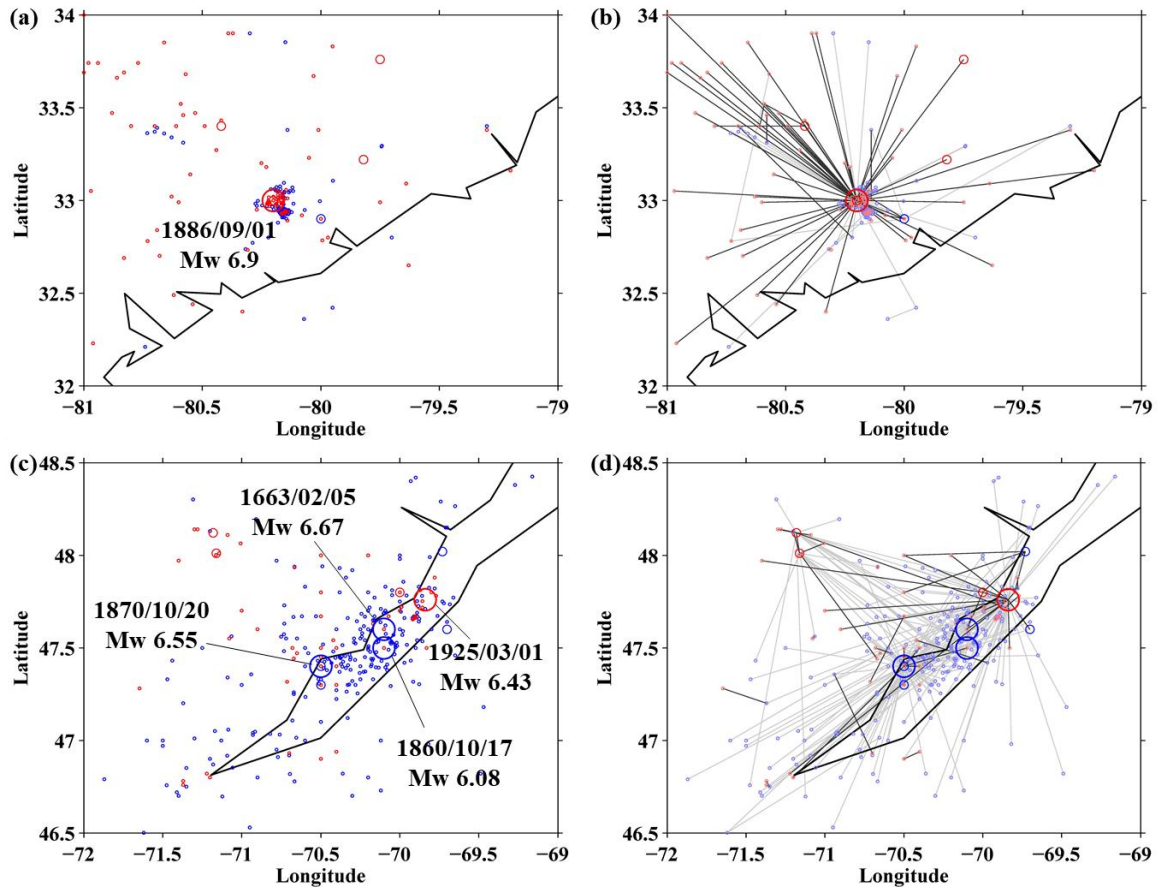 (a)
34
33.5
33
32.5
32
Latitude
1886/09/01
Mw 6.9
−81
−80.5
−80
−79.5
−79
Longitude
(b)
34
33.5
33
32.5
32
Latitude
−81
−80.5
−80
−79.5
−79
Longitude
(c)
48.5
48
47.5
47
46.5
Latitude
1663/02/05
Mw 6.67
1870/10/20
Mw 6.55
1925/03/01
Mw 6.43
1860/10/17
Mw 6.08
−72
−71.5
−71
−70.5
−70
−69.5
−69
Longitude
(d)
48.5
48
47.5
47
46.5
Latitude
−72
−71.5
−71
−70.5
−70
−69.5
−69
Longitude